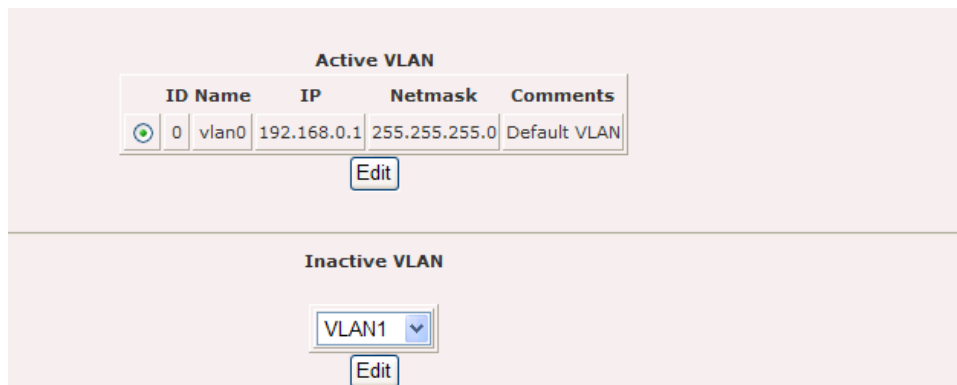 Active VLAN
ID Name IP Netmask Comments
0 vlan0 192.168.0.1 255.255.255.0 Default VLAN
Edit
Inactive VLAN
VLAN1
Edit